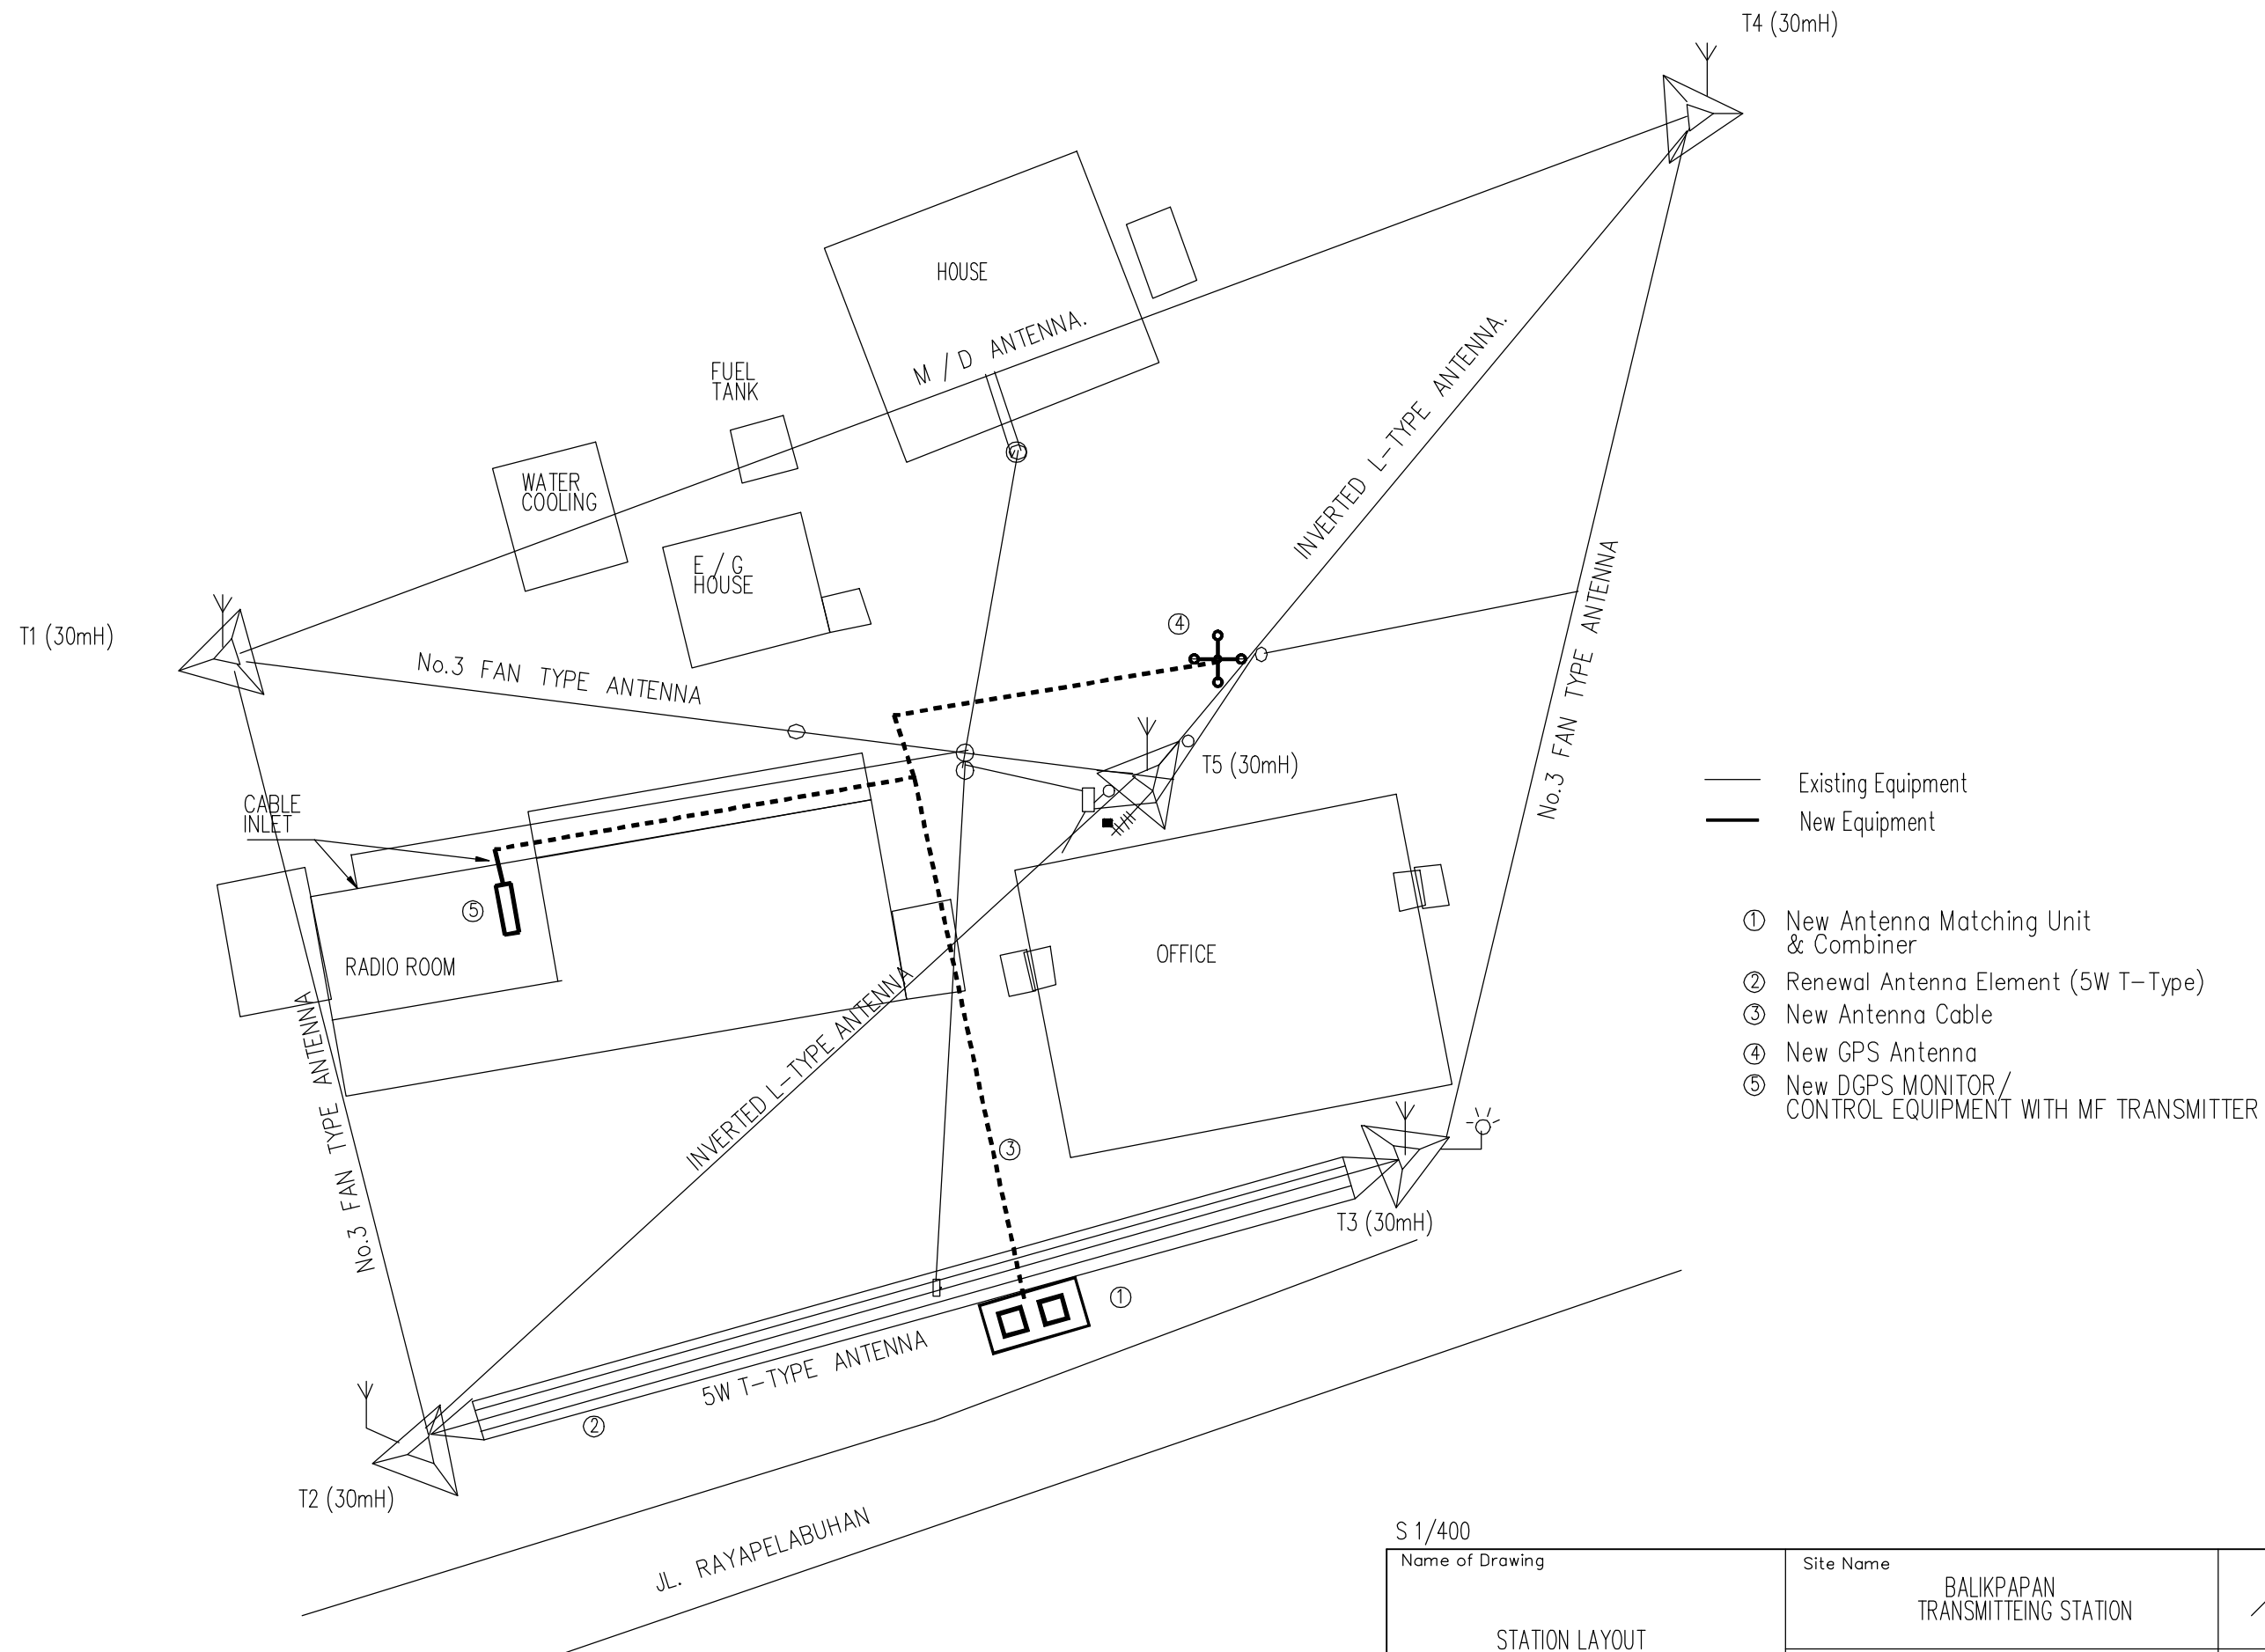 T4 (30mH)
HOUSE
M / D ANTENNA.
FUEL
TANK
INVERTED L-TYPE ANTENNA.
WATER
COOLING
E / G
HOUSE
T1 (30mH)
④
No.3 FAN TYPE ANTENNA
No.3 FAN TYPE ANTENNA
T5 (30mH)
Existing Equipment
New Equipment
CABLE
INLET
⑤
RADIO ROOM
OFFICE
① New Antenna Matching Unit
& Combiner
② Renewal Antenna Element (5W T-Type)
③ New Antenna Cable
④ New GPS Antenna
⑤ New DGPS MONITOR/
CONTROL EQUIPMENT WITH MF TRANSMITTER
No.3 FAN TYPE ANTENNA
INVERTED L-TYPE ANTENNA
③
T3 (30mH)
①
5W T-TYPE ANTENNA
②
T2 (30mH)
JL. RAYAPELABUHAN
S 1/400
Name of Drawing
STATION LAYOUT
Site Name
BALIKPAPAN
TRANSMITTEING STATION